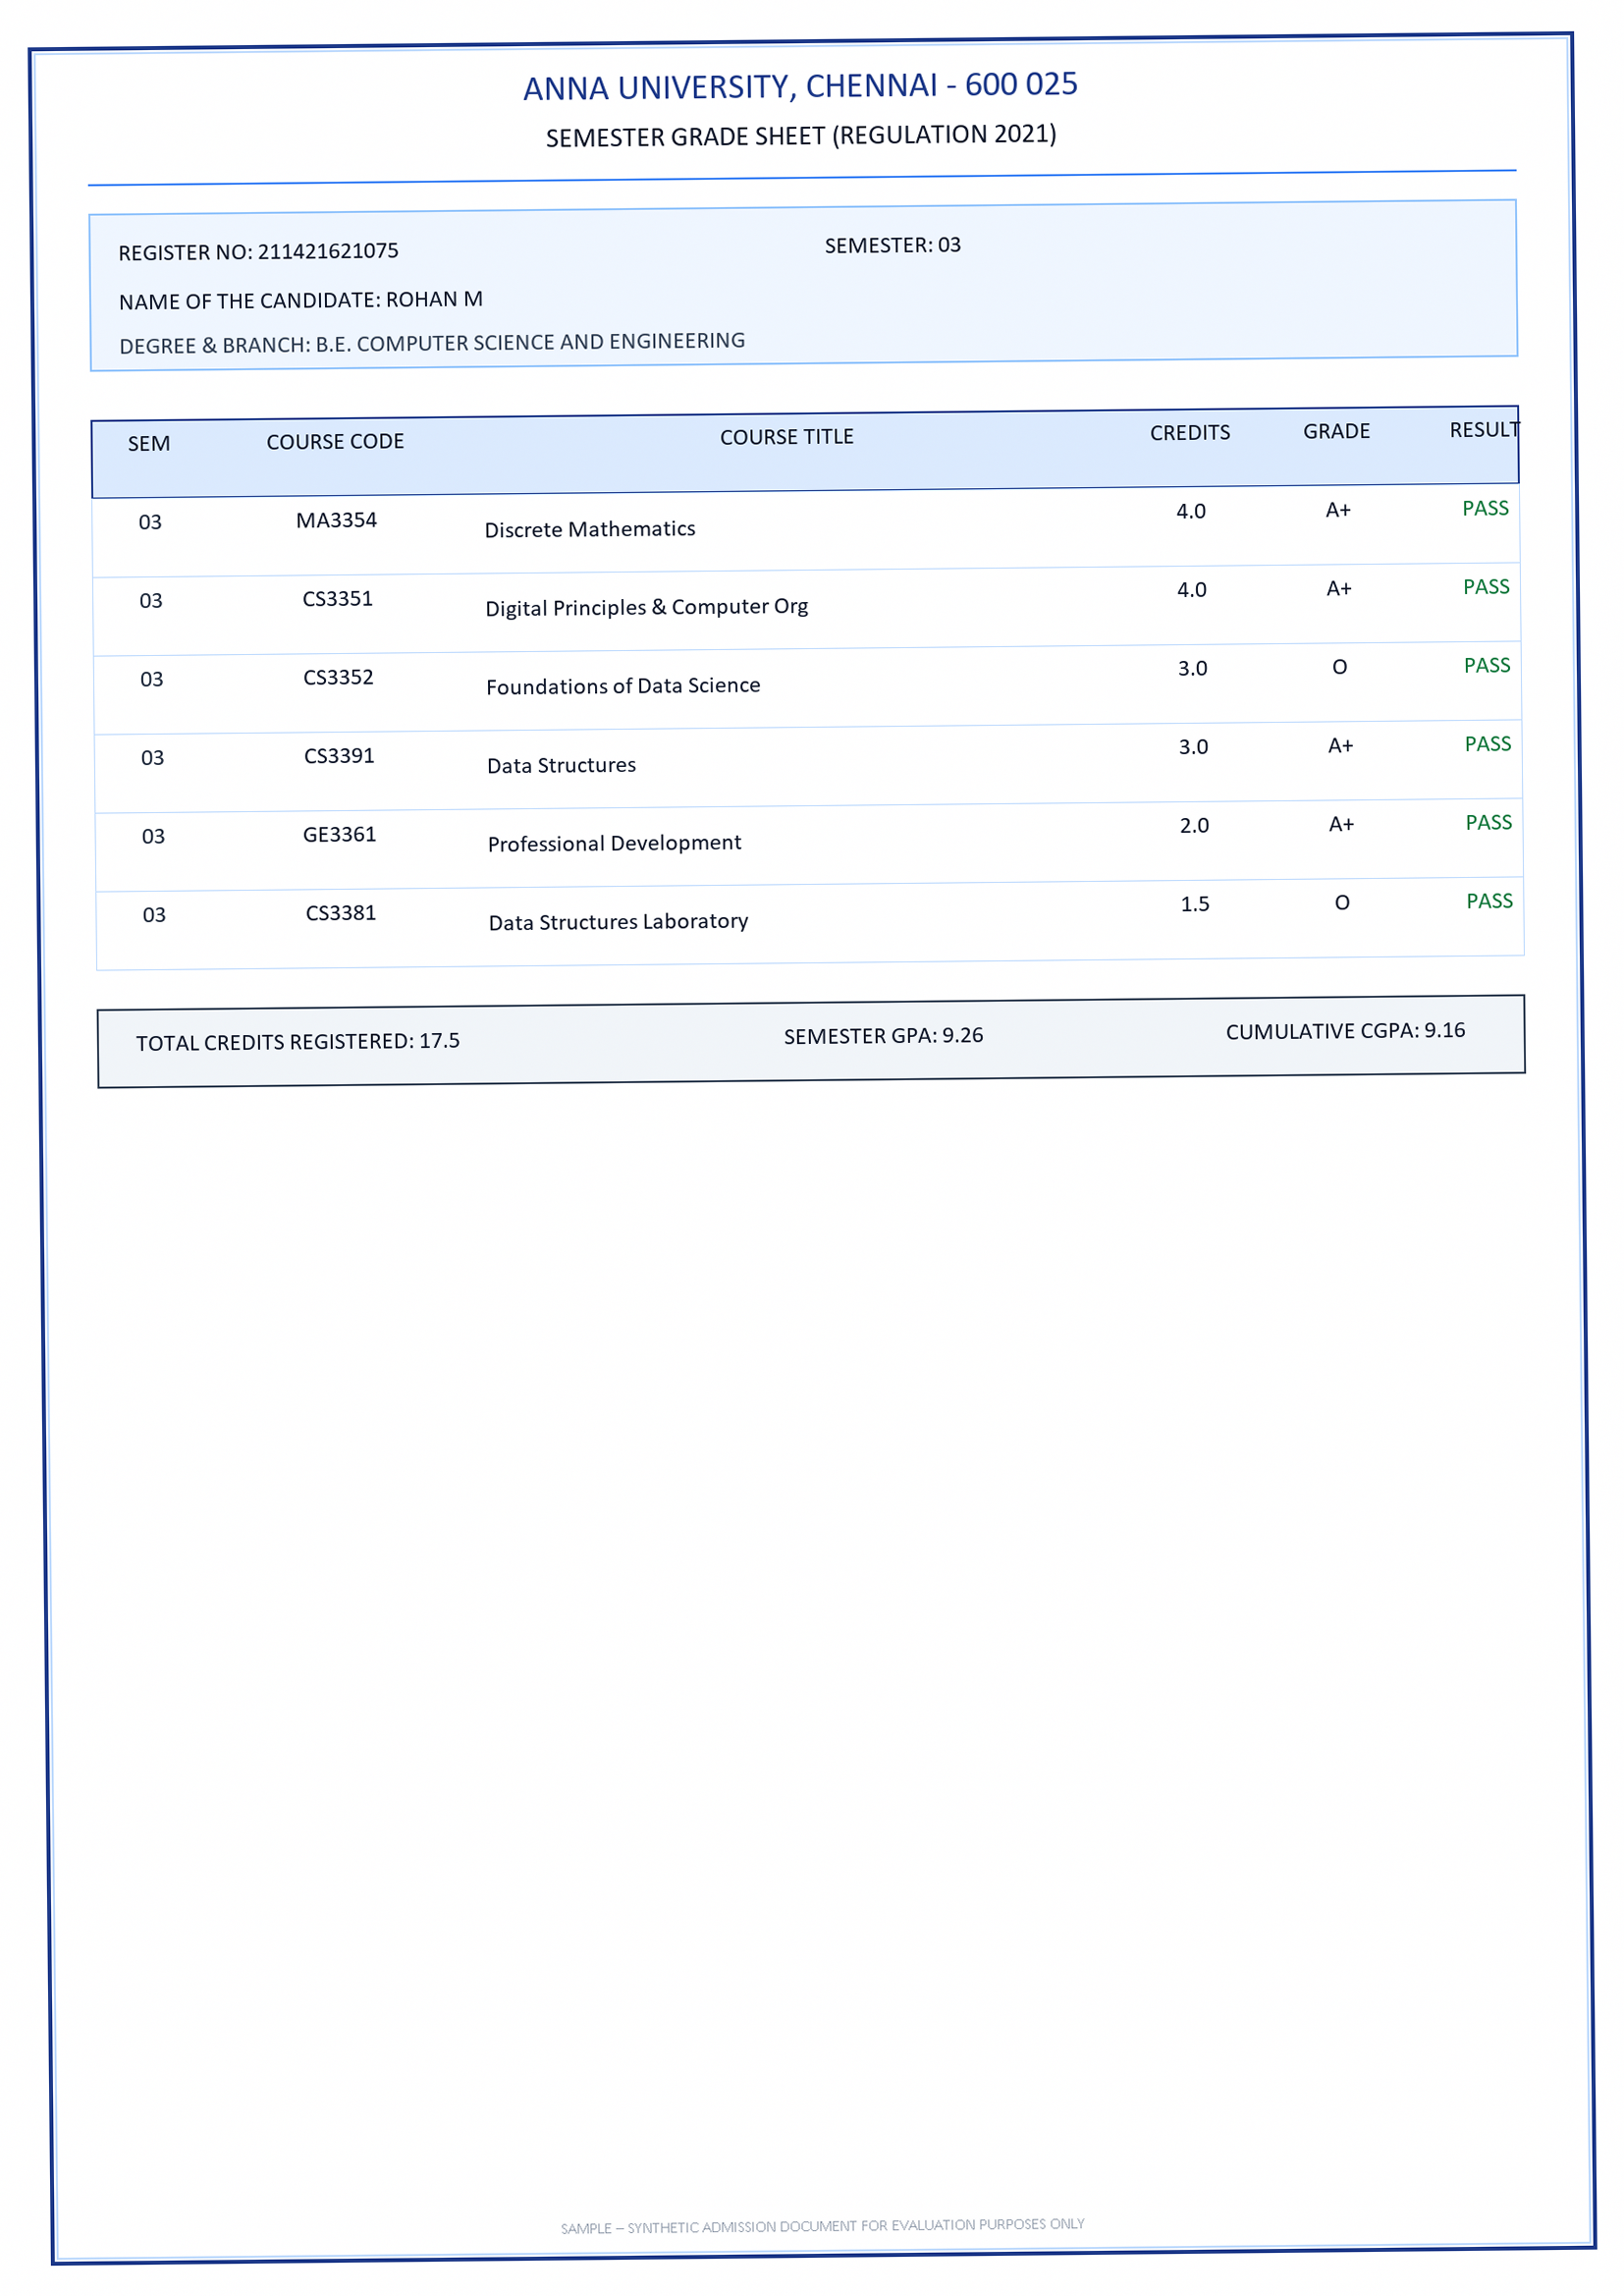 ANNA UNIVERSITY, CHENNAI - 600 025
SEMESTER GRADE SHEET (REGULATION 2021)
REGISTER NO: 211421621075 SEMESTER: 03
NAME OF THE CANDIDATE: ROHAN M
DEGREE & BRANCH: B.E. COMPUTER SCIENCE AND ENGINEERING
SEM COURSE CODE COURSE TITLE CREDITS GRADE RESULT
03 MA3354 Discrete Mathematics 4.0 A+ PASS
03 CS3351 Digital Principles & Computer Org 4.0 A+ PASS
03 CS3352 Foundations of Data Science 3.0 O PASS
03 CS3391 Data Structures 3.0 A+ PASS
03 GE3361 Professional Development 2.0 A+ PASS
03 CS3381 Data Structures Laboratory 1.5 O PASS
TOTAL CREDITS REGISTERED: 17.5 SEMESTER GPA: 9.26 CUMULATIVE CGPA: 9.16
SAMPLE – SYNTHETIC ADMISSION DOCUMENT FOR EVALUATION PURPOSES ONLY